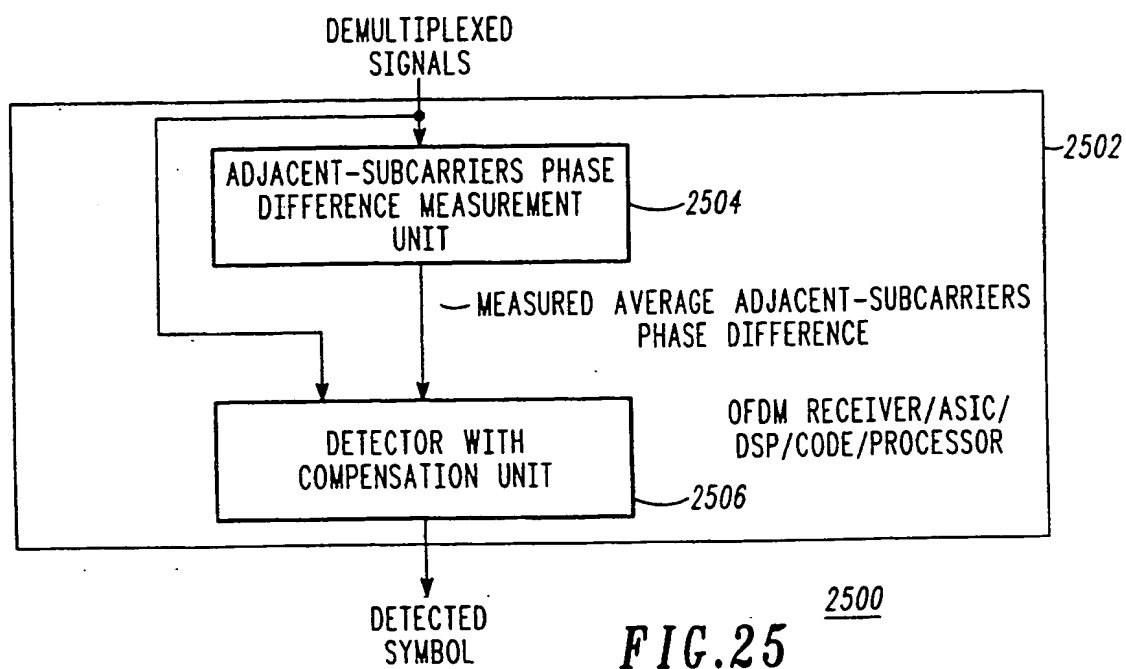 DEMULTIPLEXED
SIGNALS
2502
ADJACENT-SUBCARRIERS PHASE
DIFFERENCE MEASUREMENT
UNIT
2504
MEASURED AVERAGE ADJACENT-SUBCARRIERS
PHASE DIFFERENCE
OFDM RECEIVER/ASIC/
DSP/CODE/PROCESSOR
DETECTOR WITH
COMPENSATION UNIT
2506
DETECTED
SYMBOL
2500
FIG.25